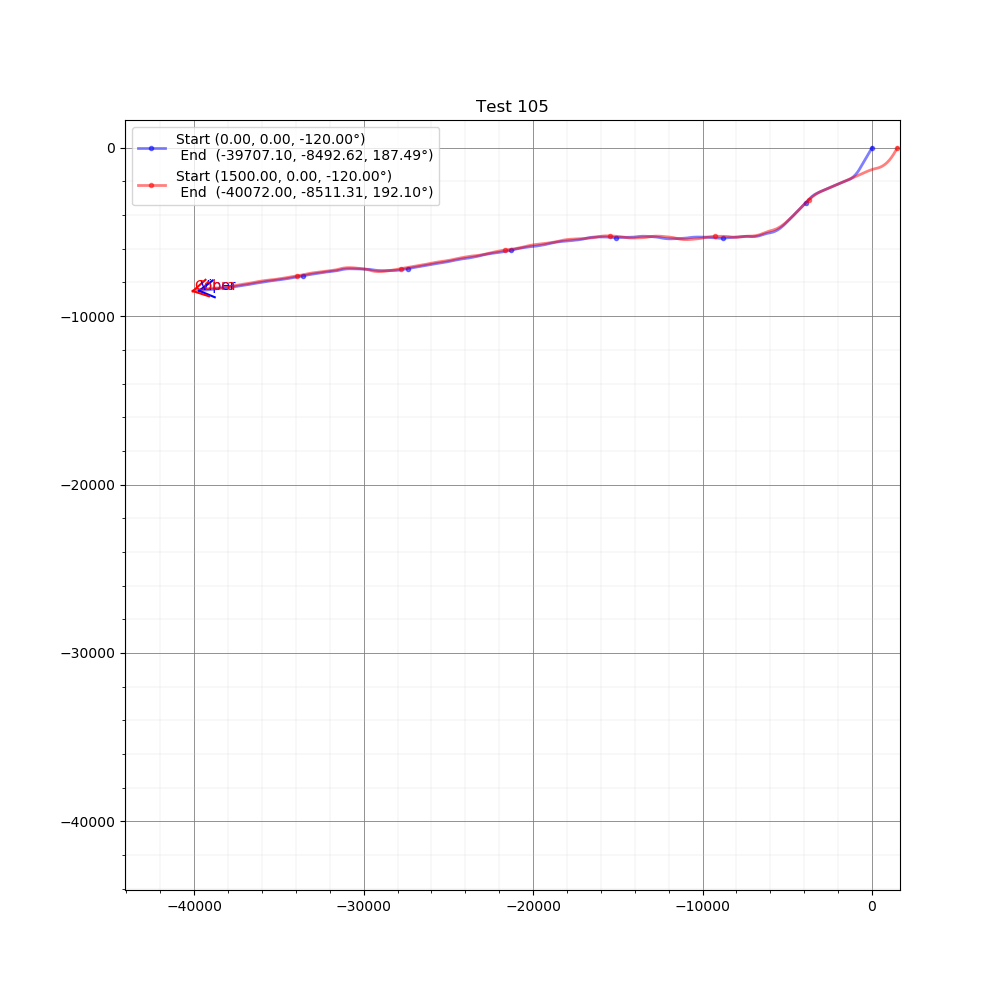 Test 105
Start (0.00, 0.00, -120.00°)
End  (-39707.10, -8492.62, 187.49°)
Start (1500.00, 0.00, -120.00°)
End  (-40072.00, -8511.31, 192.10°)
0
−10000
−20000
−30000
−40000
−40000
−30000
−20000
−10000
0